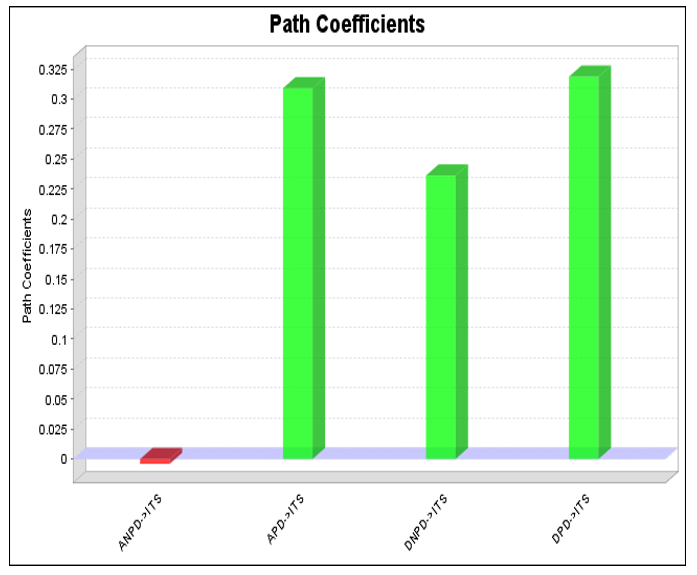 Path Coefficients
Path Coefficients
0.325
0.3
0.275
0.25
0.225
0.2
0.175
0.15
0.125
0.1
0.075
0.05
0.025
0
ANPD->ITS
APD->ITS
DNPD->ITS
DPD->ITS